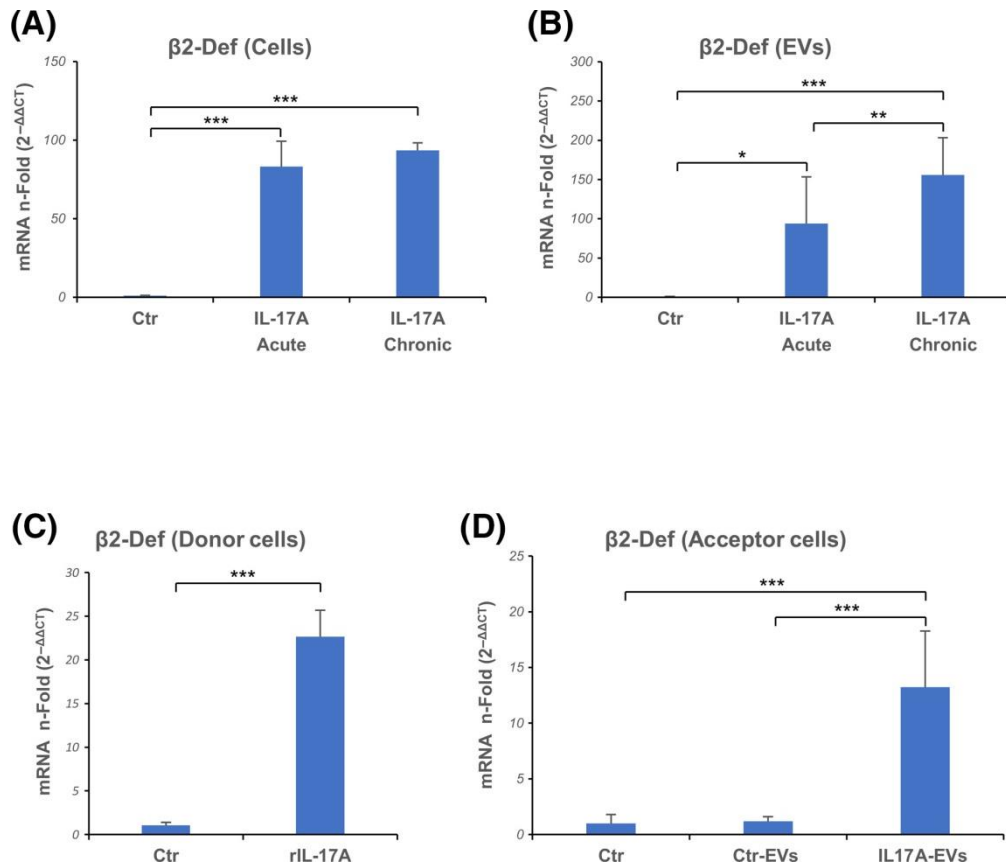 (A)
β2-Def (Cells)
mRNA n-Fold (2⁻ΔΔCT)
150
100
50
0
***
***
Ctr
IL-17A
Acute
IL-17A
Chronic
(B)
β2-Def (EVs)
mRNA n-Fold (2⁻ΔΔCT)
300
250
200
150
100
50
0
***
**
*
Ctr
IL-17A
Acute
IL-17A
Chronic
(C)
β2-Def (Donor cells)
mRNA n-Fold (2⁻ΔΔCT)
30
25
20
15
10
5
0
***
Ctr
rIL-17A
(D)
β2-Def (Acceptor cells)
mRNA n-Fold (2⁻ΔΔCT)
25
20
15
10
5
0
***
***
Ctr
Ctr-EVs
IL17A-EVs